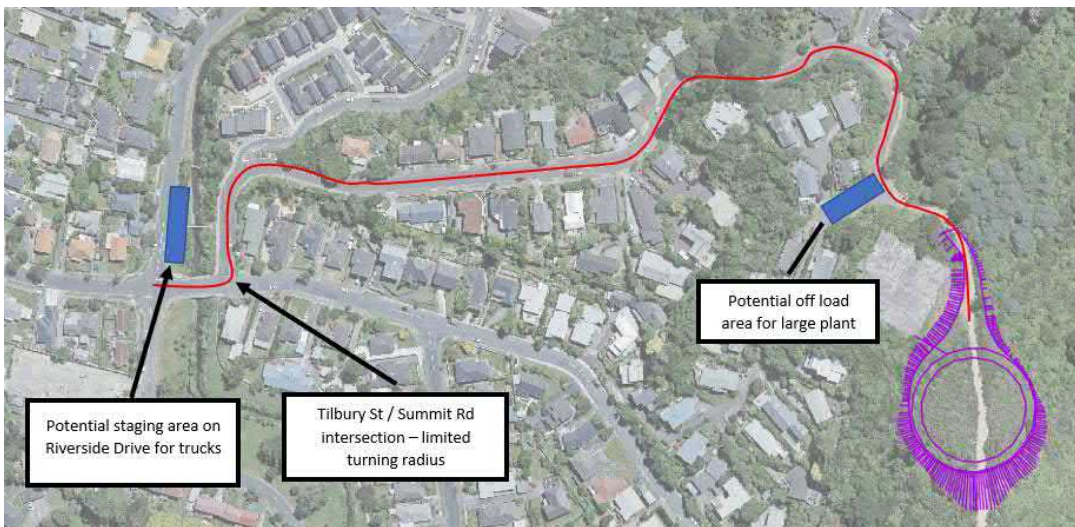 Potential staging area on
Riverside Drive for trucks
Tilbury St / Summit Rd
intersection – limited
turning radius
Potential off load
area for large plant